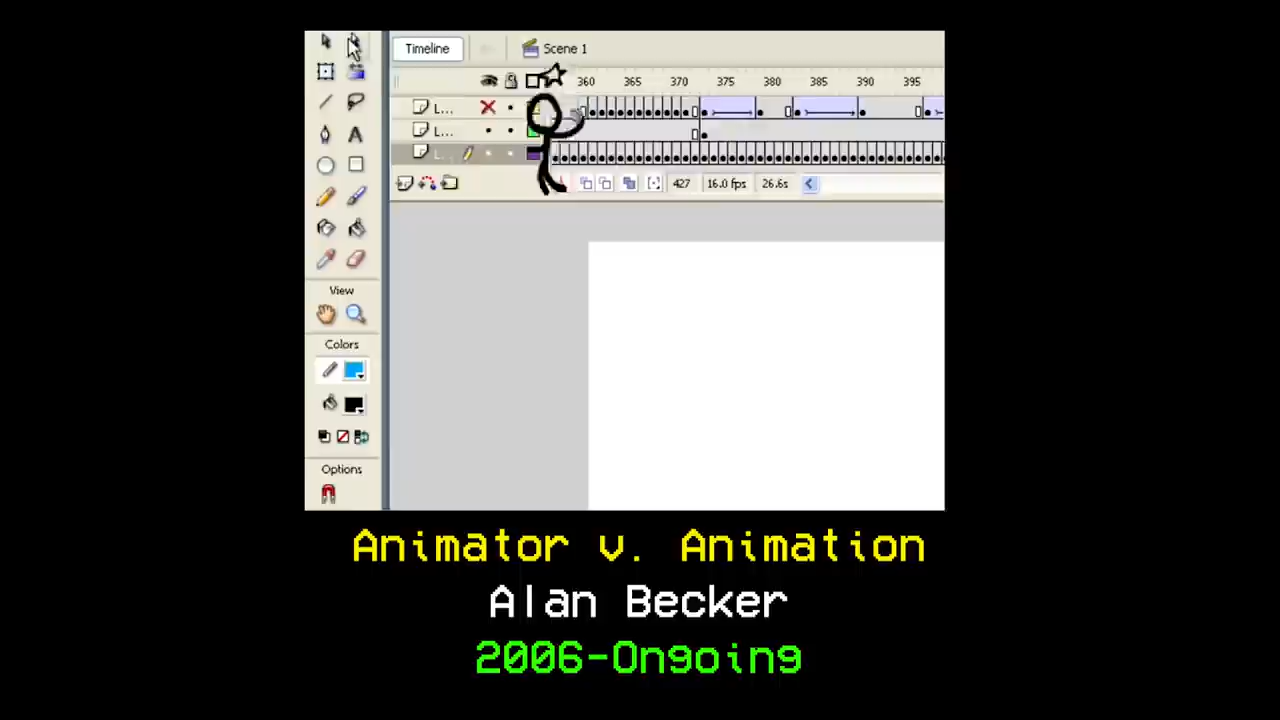 Timeline
Scene 1
360 365 370 375 380 385 390 395
L...
L...
L...
427 16.0 fps 26.6s
View
Colors
Options
Animator v. Animation
Alan Becker
2006-Ongoing